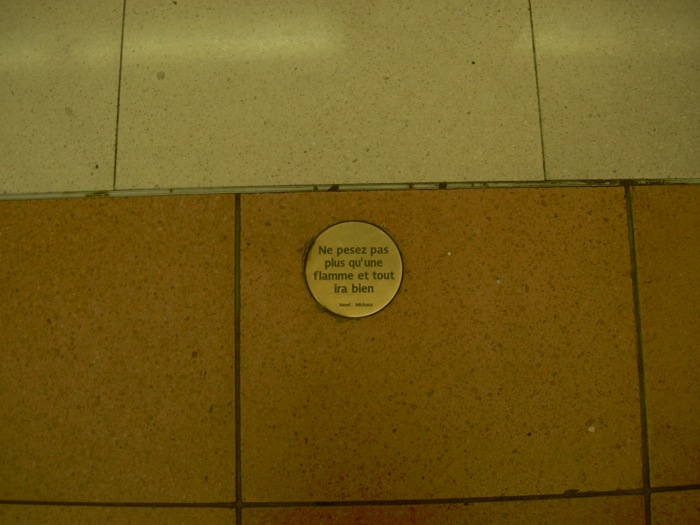 Ne pesez pas
plus qu'une
flamme et tout
ira bien
Henri Michaux